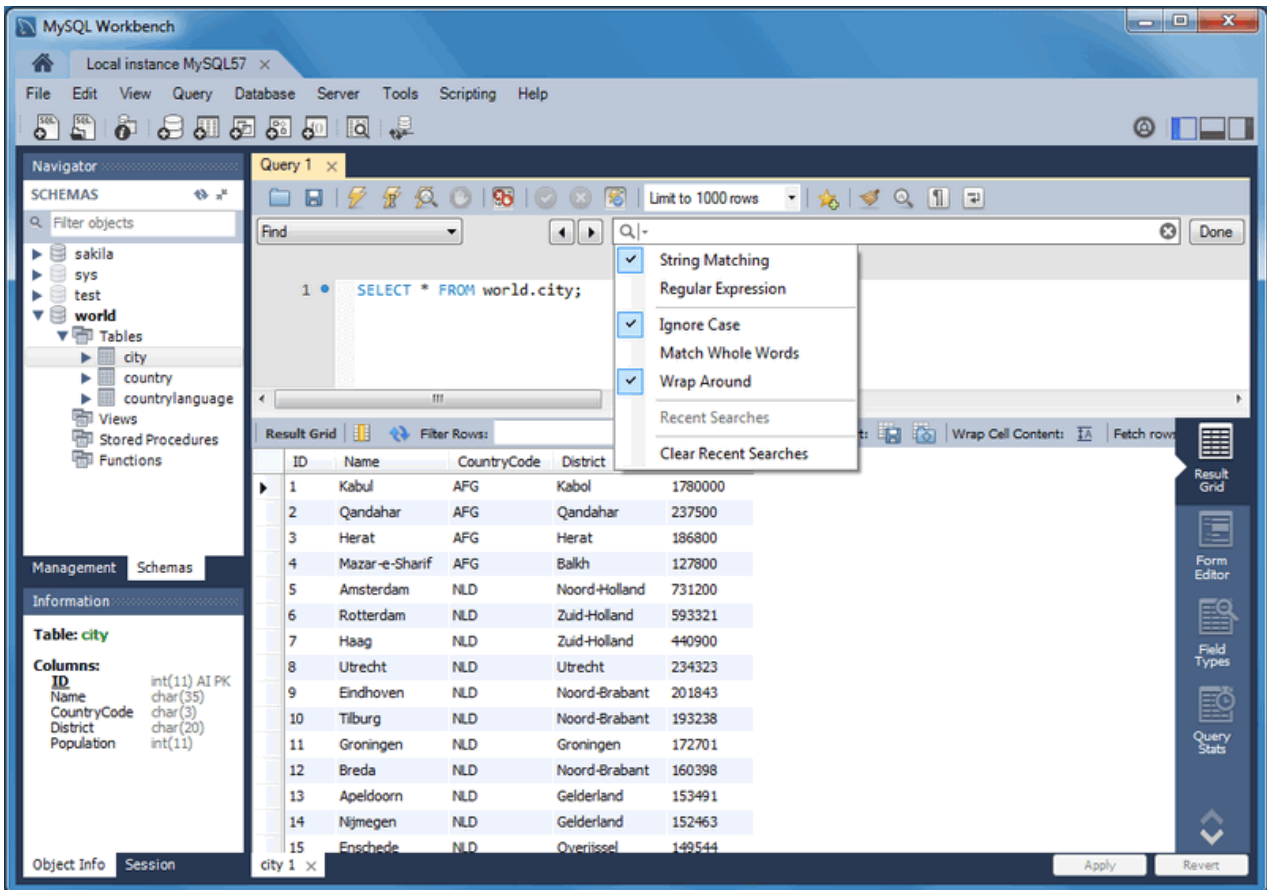 MySQL Workbench
Local instance MySQL57
File Edit View Query Database Server Tools Scripting Help
Navigator
SCHEMAS
Filter objects
sakila
sys
test
world
Tables
city
country
countrylanguage
Views
Stored Procedures
Functions
Management Schemas
Information
Table: city
Columns:
ID int(11) AI PK
Name char(35)
CountryCode char(3)
District char(20)
Population int(11)
Object Info Session
Query 1
Limit to 1000 rows
Find Done
String Matching
Regular Expression
Ignore Case
Match Whole Words
Wrap Around
Recent Searches
Clear Recent Searches
1 SELECT * FROM world.city;
Result Grid Filter Rows: Wrap Cell Content: Fetch rows
ID Name CountryCode District
1 Kabul AFG Kabol 1780000
2 Qandahar AFG Qandahar 237500
3 Herat AFG Herat 186800
4 Mazar-e-Sharif AFG Balkh 127800
5 Amsterdam NLD Noord-Holland 731200
6 Rotterdam NLD Zuid-Holland 593321
7 Haag NLD Zuid-Holland 440900
8 Utrecht NLD Utrecht 234323
9 Eindhoven NLD Noord-Brabant 201843
10 Tilburg NLD Noord-Brabant 193238
11 Groningen NLD Groningen 172701
12 Breda NLD Noord-Brabant 160398
13 Apeldoorn NLD Gelderland 153491
14 Nijmegen NLD Gelderland 152463
15 Enschede NLD Overijssel 149544
city 1
Apply Revert
Result
Grid
Form
Editor
Field
Types
Query
Stats